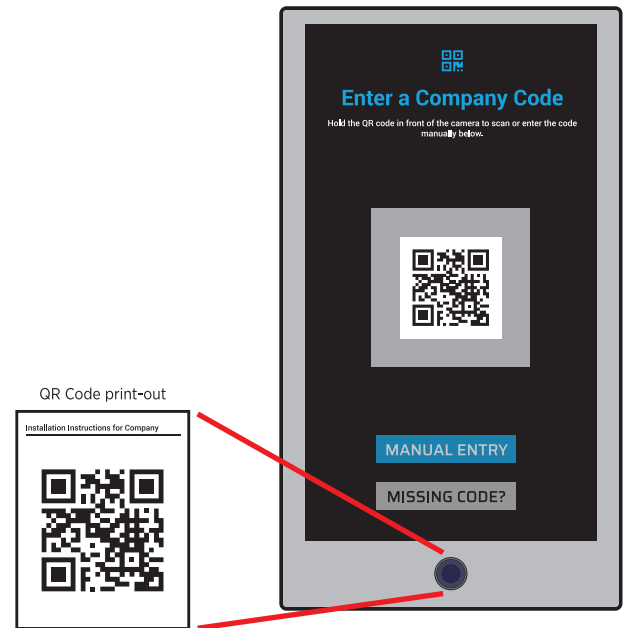 Enter a Company Code
Hold the QR code in front of the camera to scan or enter the code
manually below.
MANUAL ENTRY
MISSING CODE?
QR Code print-out
Installation Instructions for Company